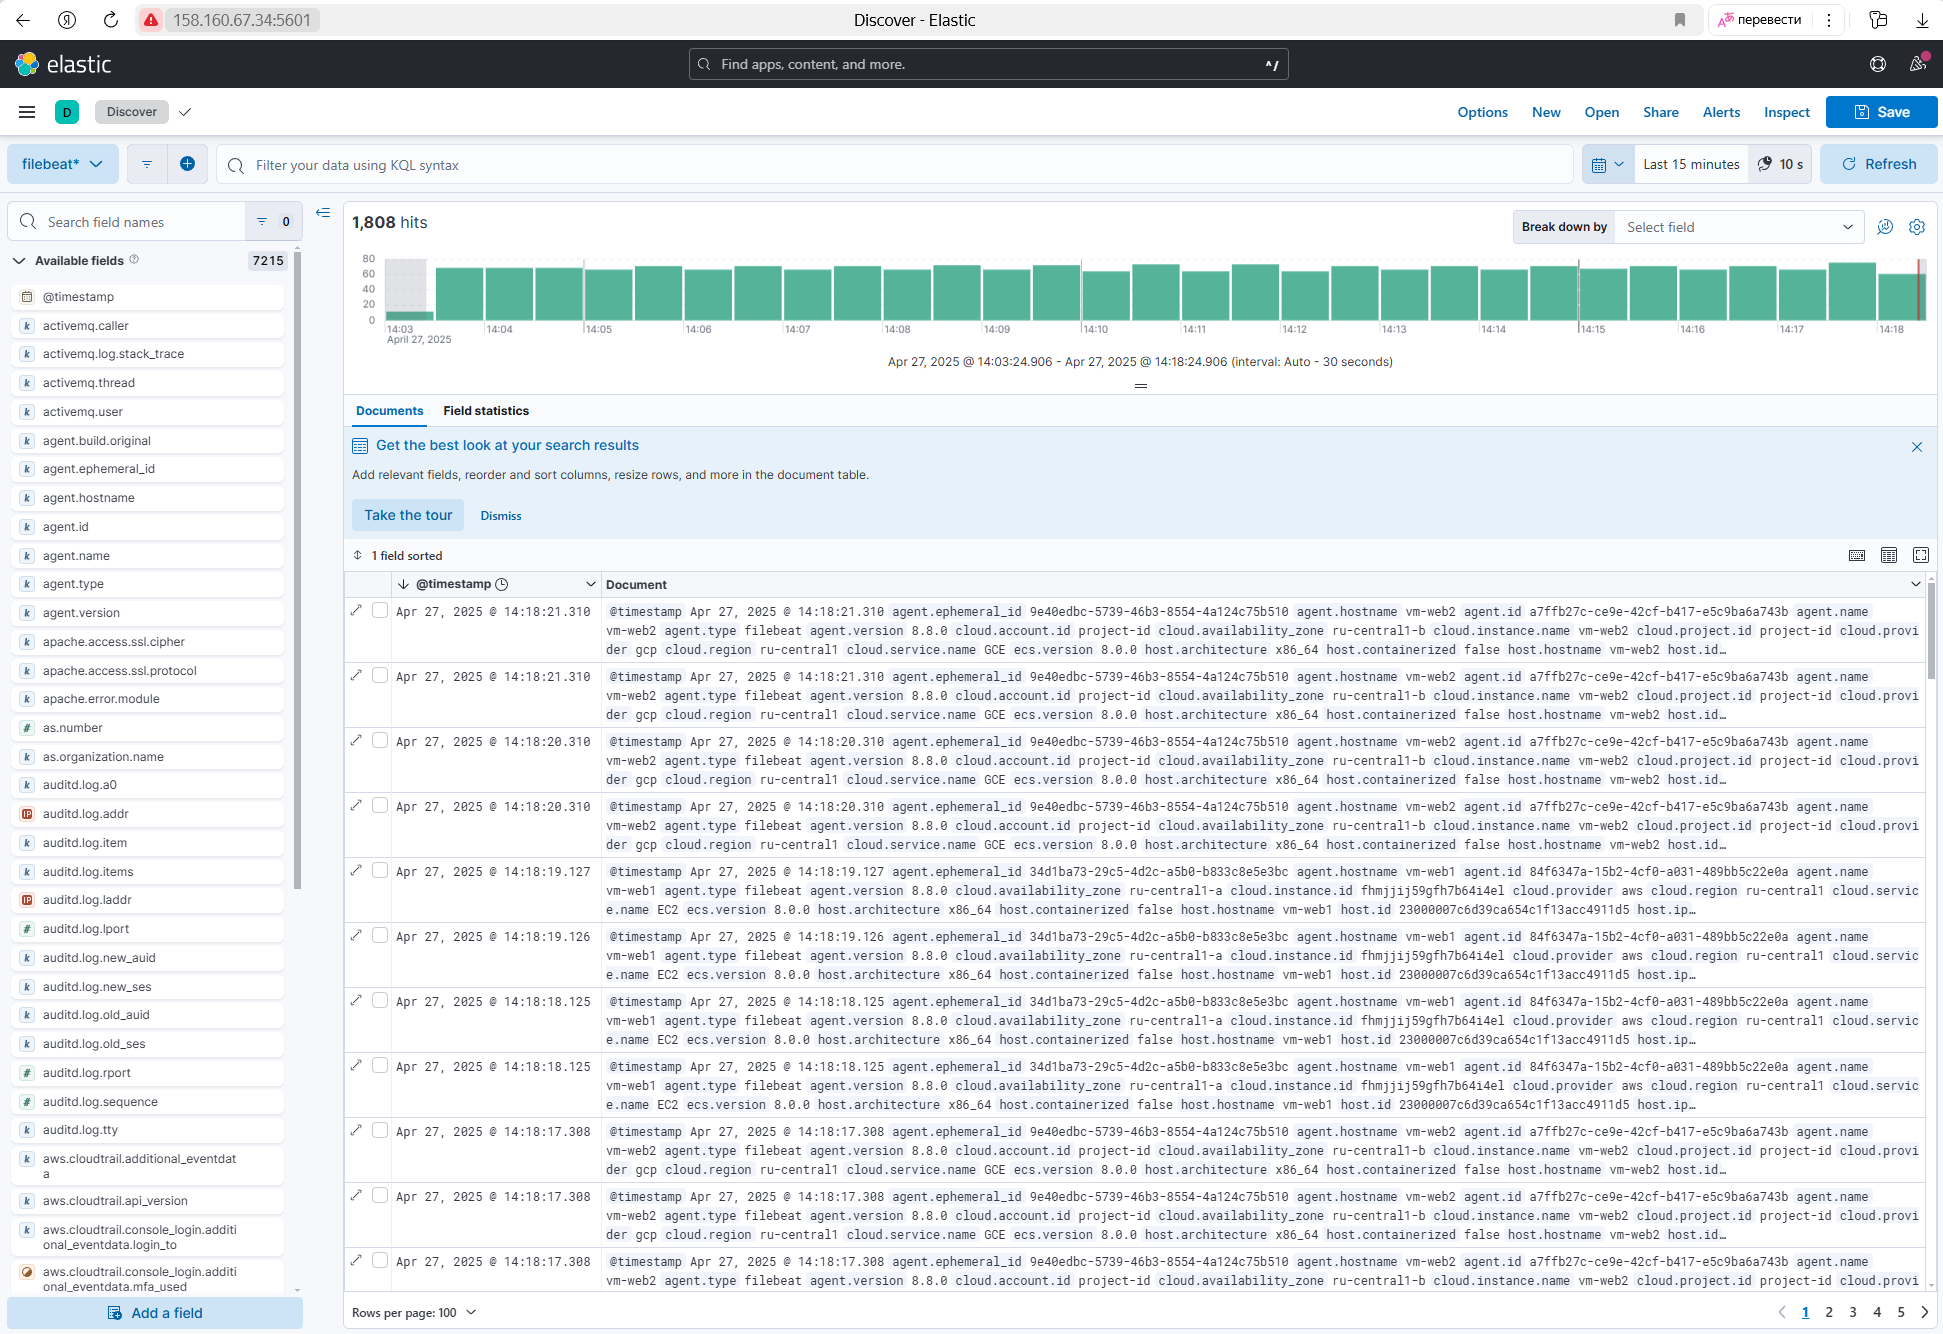 158.160.67.34:5601
Discover - Elastic
перевести
elastic
Find apps, content, and more.
^/
D
Discover
Options
New
Open
Share
Alerts
Inspect
Save
filebeat*
Filter your data using KQL syntax
Last 15 minutes
10 s
Refresh
Search field names
0
Available fields
7215
@timestamp
k activemq.caller
k activemq.log.stack_trace
k activemq.thread
k activemq.user
k agent.build.original
k agent.ephemeral_id
k agent.hostname
k agent.id
k agent.name
k agent.type
k agent.version
k apache.access.ssl.cipher
k apache.access.ssl.protocol
k apache.error.module
# as.number
k as.organization.name
k auditd.log.a0
IP auditd.log.addr
k auditd.log.item
k auditd.log.items
IP auditd.log.laddr
# auditd.log.lport
k auditd.log.new_auid
k auditd.log.new_ses
k auditd.log.old_auid
k auditd.log.old_ses
# auditd.log.rport
# auditd.log.sequence
k auditd.log.tty
k aws.cloudtrail.additional_eventdat
a
k aws.cloudtrail.api_version
k aws.cloudtrail.console_login.additi
onal_eventdata.login_to
aws.cloudtrail.console_login.additi
onal_eventdata.mfa_used
Add a field
1,808 hits
Break down by
Select field
80
60
40
20
0
14:03
14:04
14:05
14:06
14:07
14:08
14:09
14:10
14:11
14:12
14:13
14:14
14:15
14:16
14:17
14:18
April 27, 2025
Apr 27, 2025 @ 14:03:24.906 - Apr 27, 2025 @ 14:18:24.906 (interval: Auto - 30 seconds)
Documents
Field statistics
Get the best look at your search results
Add relevant fields, reorder and sort columns, resize rows, and more in the document table.
Take the tour
Dismiss
1 field sorted
@timestamp
Document
Apr 27, 2025 @ 14:18:21.310
@timestamp Apr 27, 2025 @ 14:18:21.310 agent.ephemeral_id 9e40edbc-5739-46b3-8554-4a124c75b510 agent.hostname vm-web2 agent.id a7ffb27c-ce9e-42cf-b417-e5c9ba6a743b agent.name
vm-web2 agent.type filebeat agent.version 8.8.0 cloud.account.id project-id cloud.availability_zone ru-central1-b cloud.instance.name vm-web2 cloud.project.id project-id cloud.provi
der gcp cloud.region ru-central1 cloud.service.name GCE ecs.version 8.0.0 host.architecture x86_64 host.containerized false host.hostname vm-web2 host.id…
Apr 27, 2025 @ 14:18:21.310
@timestamp Apr 27, 2025 @ 14:18:21.310 agent.ephemeral_id 9e40edbc-5739-46b3-8554-4a124c75b510 agent.hostname vm-web2 agent.id a7ffb27c-ce9e-42cf-b417-e5c9ba6a743b agent.name
vm-web2 agent.type filebeat agent.version 8.8.0 cloud.account.id project-id cloud.availability_zone ru-central1-b cloud.instance.name vm-web2 cloud.project.id project-id cloud.provi
der gcp cloud.region ru-central1 cloud.service.name GCE ecs.version 8.0.0 host.architecture x86_64 host.containerized false host.hostname vm-web2 host.id…
Apr 27, 2025 @ 14:18:20.310
@timestamp Apr 27, 2025 @ 14:18:20.310 agent.ephemeral_id 9e40edbc-5739-46b3-8554-4a124c75b510 agent.hostname vm-web2 agent.id a7ffb27c-ce9e-42cf-b417-e5c9ba6a743b agent.name
vm-web2 agent.type filebeat agent.version 8.8.0 cloud.account.id project-id cloud.availability_zone ru-central1-b cloud.instance.name vm-web2 cloud.project.id project-id cloud.provi
der gcp cloud.region ru-central1 cloud.service.name GCE ecs.version 8.0.0 host.architecture x86_64 host.containerized false host.hostname vm-web2 host.id…
Apr 27, 2025 @ 14:18:20.310
@timestamp Apr 27, 2025 @ 14:18:20.310 agent.ephemeral_id 9e40edbc-5739-46b3-8554-4a124c75b510 agent.hostname vm-web2 agent.id a7ffb27c-ce9e-42cf-b417-e5c9ba6a743b agent.name
vm-web2 agent.type filebeat agent.version 8.8.0 cloud.account.id project-id cloud.availability_zone ru-central1-b cloud.instance.name vm-web2 cloud.project.id project-id cloud.provi
der gcp cloud.region ru-central1 cloud.service.name GCE ecs.version 8.0.0 host.architecture x86_64 host.containerized false host.hostname vm-web2 host.id…
Apr 27, 2025 @ 14:18:19.127
@timestamp Apr 27, 2025 @ 14:18:19.127 agent.ephemeral_id 34d1ba73-29c5-4d2c-a5b0-b833c8e5e3bc agent.hostname vm-web1 agent.id 84f6347a-15b2-4cf0-a031-489bb5c22e0a agent.name
vm-web1 agent.type filebeat agent.version 8.8.0 cloud.availability_zone ru-central1-a cloud.instance.id fhmjjij59gfh7b64i4el cloud.provider aws cloud.region ru-central1 cloud.servic
e.name EC2 ecs.version 8.0.0 host.architecture x86_64 host.containerized false host.hostname vm-web1 host.id 23000007c6d39ca654c1f13acc4911d5 host.ip…
Apr 27, 2025 @ 14:18:19.126
@timestamp Apr 27, 2025 @ 14:18:19.126 agent.ephemeral_id 34d1ba73-29c5-4d2c-a5b0-b833c8e5e3bc agent.hostname vm-web1 agent.id 84f6347a-15b2-4cf0-a031-489bb5c22e0a agent.name
vm-web1 agent.type filebeat agent.version 8.8.0 cloud.availability_zone ru-central1-a cloud.instance.id fhmjjij59gfh7b64i4el cloud.provider aws cloud.region ru-central1 cloud.servic
e.name EC2 ecs.version 8.0.0 host.architecture x86_64 host.containerized false host.hostname vm-web1 host.id 23000007c6d39ca654c1f13acc4911d5 host.ip…
Apr 27, 2025 @ 14:18:18.125
@timestamp Apr 27, 2025 @ 14:18:18.125 agent.ephemeral_id 34d1ba73-29c5-4d2c-a5b0-b833c8e5e3bc agent.hostname vm-web1 agent.id 84f6347a-15b2-4cf0-a031-489bb5c22e0a agent.name
vm-web1 agent.type filebeat agent.version 8.8.0 cloud.availability_zone ru-central1-a cloud.instance.id fhmjjij59gfh7b64i4el cloud.provider aws cloud.region ru-central1 cloud.servic
e.name EC2 ecs.version 8.0.0 host.architecture x86_64 host.containerized false host.hostname vm-web1 host.id 23000007c6d39ca654c1f13acc4911d5 host.ip…
Apr 27, 2025 @ 14:18:18.125
@timestamp Apr 27, 2025 @ 14:18:18.125 agent.ephemeral_id 34d1ba73-29c5-4d2c-a5b0-b833c8e5e3bc agent.hostname vm-web1 agent.id 84f6347a-15b2-4cf0-a031-489bb5c22e0a agent.name
vm-web1 agent.type filebeat agent.version 8.8.0 cloud.availability_zone ru-central1-a cloud.instance.id fhmjjij59gfh7b64i4el cloud.provider aws cloud.region ru-central1 cloud.servic
e.name EC2 ecs.version 8.0.0 host.architecture x86_64 host.containerized false host.hostname vm-web1 host.id 23000007c6d39ca654c1f13acc4911d5 host.ip…
Apr 27, 2025 @ 14:18:17.308
@timestamp Apr 27, 2025 @ 14:18:17.308 agent.ephemeral_id 9e40edbc-5739-46b3-8554-4a124c75b510 agent.hostname vm-web2 agent.id a7ffb27c-ce9e-42cf-b417-e5c9ba6a743b agent.name
vm-web2 agent.type filebeat agent.version 8.8.0 cloud.account.id project-id cloud.availability_zone ru-central1-b cloud.instance.name vm-web2 cloud.project.id project-id cloud.provi
der gcp cloud.region ru-central1 cloud.service.name GCE ecs.version 8.0.0 host.architecture x86_64 host.containerized false host.hostname vm-web2 host.id…
Apr 27, 2025 @ 14:18:17.308
@timestamp Apr 27, 2025 @ 14:18:17.308 agent.ephemeral_id 9e40edbc-5739-46b3-8554-4a124c75b510 agent.hostname vm-web2 agent.id a7ffb27c-ce9e-42cf-b417-e5c9ba6a743b agent.name
vm-web2 agent.type filebeat agent.version 8.8.0 cloud.account.id project-id cloud.availability_zone ru-central1-b cloud.instance.name vm-web2 cloud.project.id project-id cloud.provi
der gcp cloud.region ru-central1 cloud.service.name GCE ecs.version 8.0.0 host.architecture x86_64 host.containerized false host.hostname vm-web2 host.id…
Apr 27, 2025 @ 14:18:17.308
@timestamp Apr 27, 2025 @ 14:18:17.308 agent.ephemeral_id 9e40edbc-5739-46b3-8554-4a124c75b510 agent.hostname vm-web2 agent.id a7ffb27c-ce9e-42cf-b417-e5c9ba6a743b agent.name
vm-web2 agent.type filebeat agent.version 8.8.0 cloud.account.id project-id cloud.availability_zone ru-central1-b cloud.instance.name vm-web2 cloud.project.id project-id cloud.provi
Rows per page: 100
1 2 3 4 5